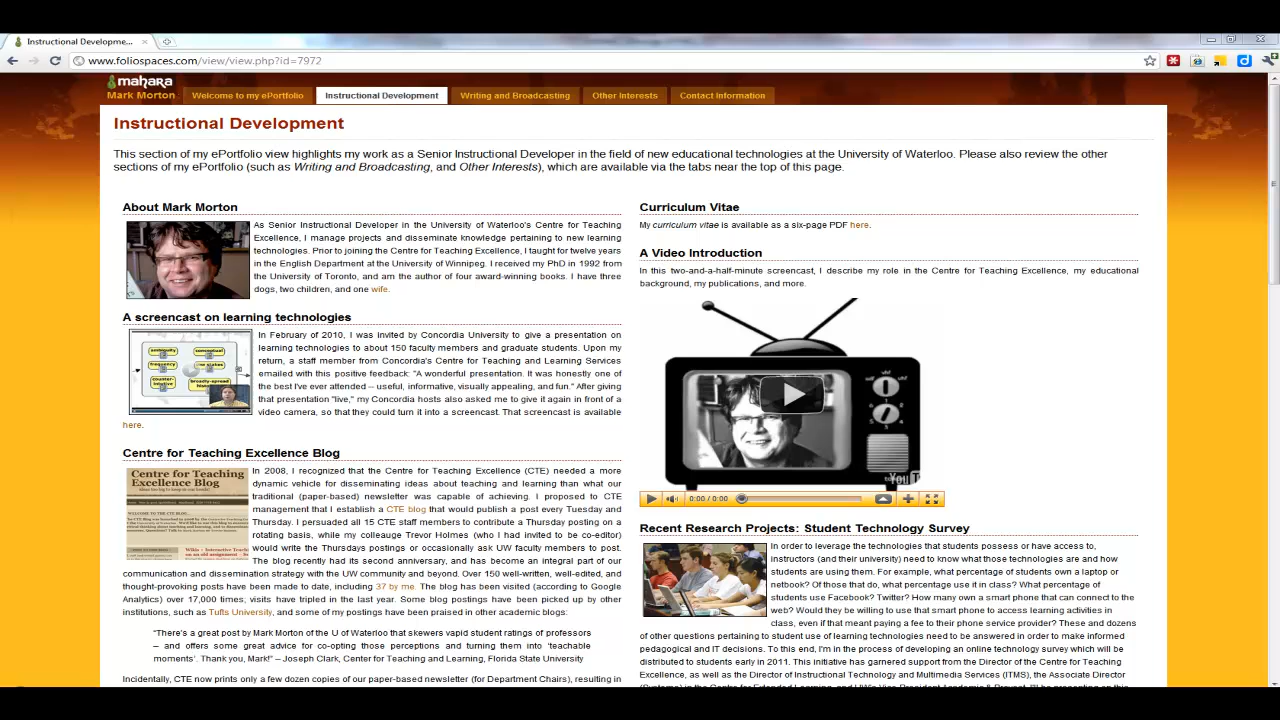 Instructional Developme...
www.foliospaces.com/view/view.php?id=7972
mahara
Mark Morton
Welcome to my ePortfolio
Instructional Development
Writing and Broadcasting
Other Interests
Contact Information
Instructional Development
This section of my ePortfolio view highlights my work as a Senior Instructional Developer in the field of new educational technologies at the University of Waterloo. Please also review the other
sections of my ePortfolio (such as Writing and Broadcasting, and Other Interests), which are available via the tabs near the top of this page.
About Mark Morton
As Senior Instructional Developer in the University of Waterloo's Centre for Teaching
Excellence, I manage projects and disseminate knowledge pertaining to new learning
technologies. Prior to joining the Centre for Teaching Excellence, I taught for twelve years
in the English Department at the University of Winnipeg. I received my PhD in 1992 from
the University of Toronto, and am the author of four award-winning books. I have three
dogs, two children, and one wife.
A screencast on learning technologies
ambiguity
conceptual
frequency
counter-
intuitive
In February of 2010, I was invited by Concordia University to give a presentation on
learning technologies to about 150 faculty members and graduate students. Upon my
return, a staff member from Concordia's Centre for Teaching and Learning Services
emailed with this positive feedback: "A wonderful presentation. It was honestly one of
the best I've ever attended -- useful, informative, visually appealing, and fun." After giving
that presentation "live," my Concordia hosts also asked me to give it again in front of a
video camera, so that they could turn it into a screencast. That screencast is available
here.
Centre for Teaching Excellence Blog
Centre for Teaching
Excellence Blog
In 2008, I recognized that the Centre for Teaching Excellence (CTE) needed a more
dynamic vehicle for disseminating ideas about teaching and learning than what our
traditional (paper-based) newsletter was capable of achieving. I proposed to CTE
management that I establish a CTE blog that would publish a post every Tuesday and
Thursday. I persuaded all CTE staff members to contribute a Thursday posting on a
rotating basis, while my colleauge Trevor Holmes (who I had invited to be co-editor)
would write the Thursdays postings or occasionally ask UW faculty members to post.
The blog recently had its second anniversary, and has become an integral part of our
communication and dissemination strategy with the UW community and beyond. Over 150 well-written, well-edited, and
thought-provoking posts have been made to date, including 37 by me. The blog has been visited (according to Google
Analytics) over 17,000 times, visits have tripled in the last year. Some blog postings have been picked up by other
institutions, such as Tufts University, and some of my postings have been praised in other academic blogs:
"There's a great post by Mark Morton of the U of Waterloo that skewers vapid student ratings of professors
– and offers some great advice for co-opting those perceptions and turning them into 'teachable
moments'. Thank you, Mark!" – Joseph Clark, Center for Teaching and Learning, Florida State University
Incidentally, CTE now prints only a few dozen copies of our paper-based newsletter (for Department Chairs), resulting in
Curriculum Vitae
My curriculum vitae is available as a six-page PDF here.
A Video Introduction
In this two-and-a-half-minute screencast, I describe my role in the Centre for Teaching Excellence, my educational
background, my publications, and more.
0:00 / 0:00
Recent Research Projects: Student Technology Survey
In order to leverage the technologies that students possess or have access to,
instructors (and their university) need to know what those technologies are and how
students are using them. For example, what percentage of students own a laptop or
netbook? Of those that do, what percentage use it in class? What percentage of
students use Facebook? Twitter? How many own a smart phone that can connect to the
web? Would they be willing to use that smart phone to access learning activities in
class, even if that meant paying a fee to their phone service provider? These and dozens
of other questions pertaining to student use of learning technologies need to be answered in order to make informed
pedagogical and IT decisions. To this end, I'm in the process of developing an online technology survey which will be
distributed to students early in 2011. This initiative has garnered support from the Director of the Centre for Teaching
Excellence, as well as the Director of Instructional Technology and Multimedia Services (ITMS), the Associate Director